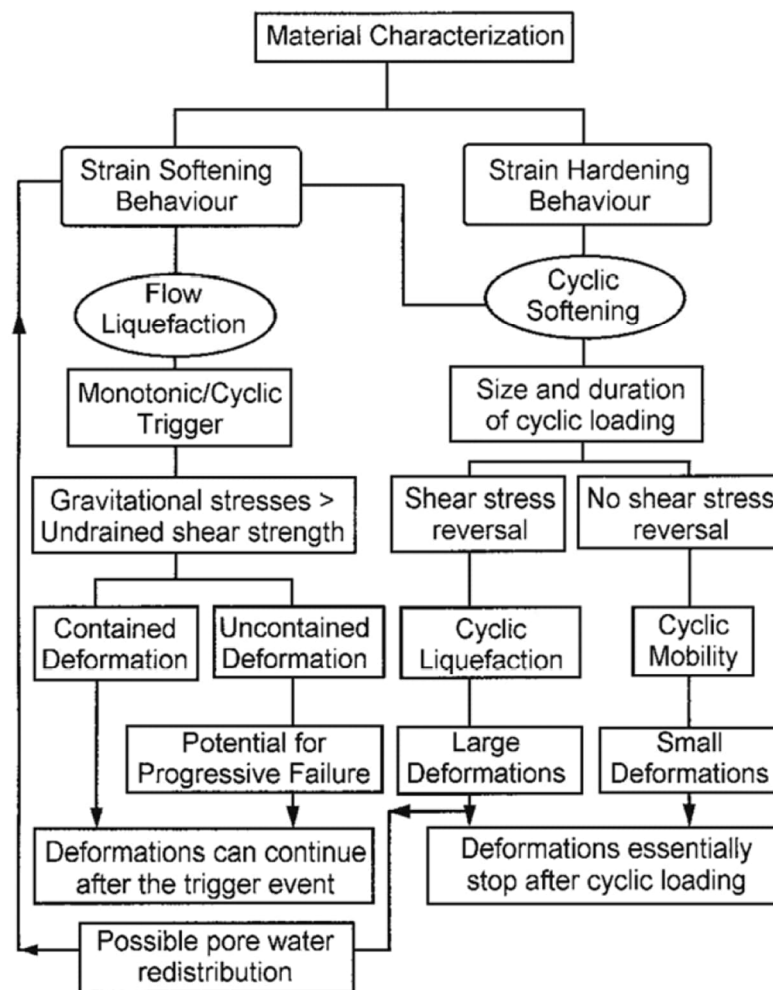 Material Characterization
Strain Softening
Behaviour
Strain Hardening
Behaviour
Flow
Liquefaction
Cyclic
Softening
Monotonic/Cyclic
Trigger
Size and duration
of cyclic loading
Gravitational stresses >
Undrained shear strength
Shear stress
reversal
No shear stress
reversal
Contained
Deformation
Uncontained
Deformation
Cyclic
Liquefaction
Cyclic
Mobility
Potential for
Progressive Failure
Large
Deformations
Small
Deformations
Deformations can continue
after the trigger event
Deformations essentially
stop after cyclic loading
Possible pore water
redistribution